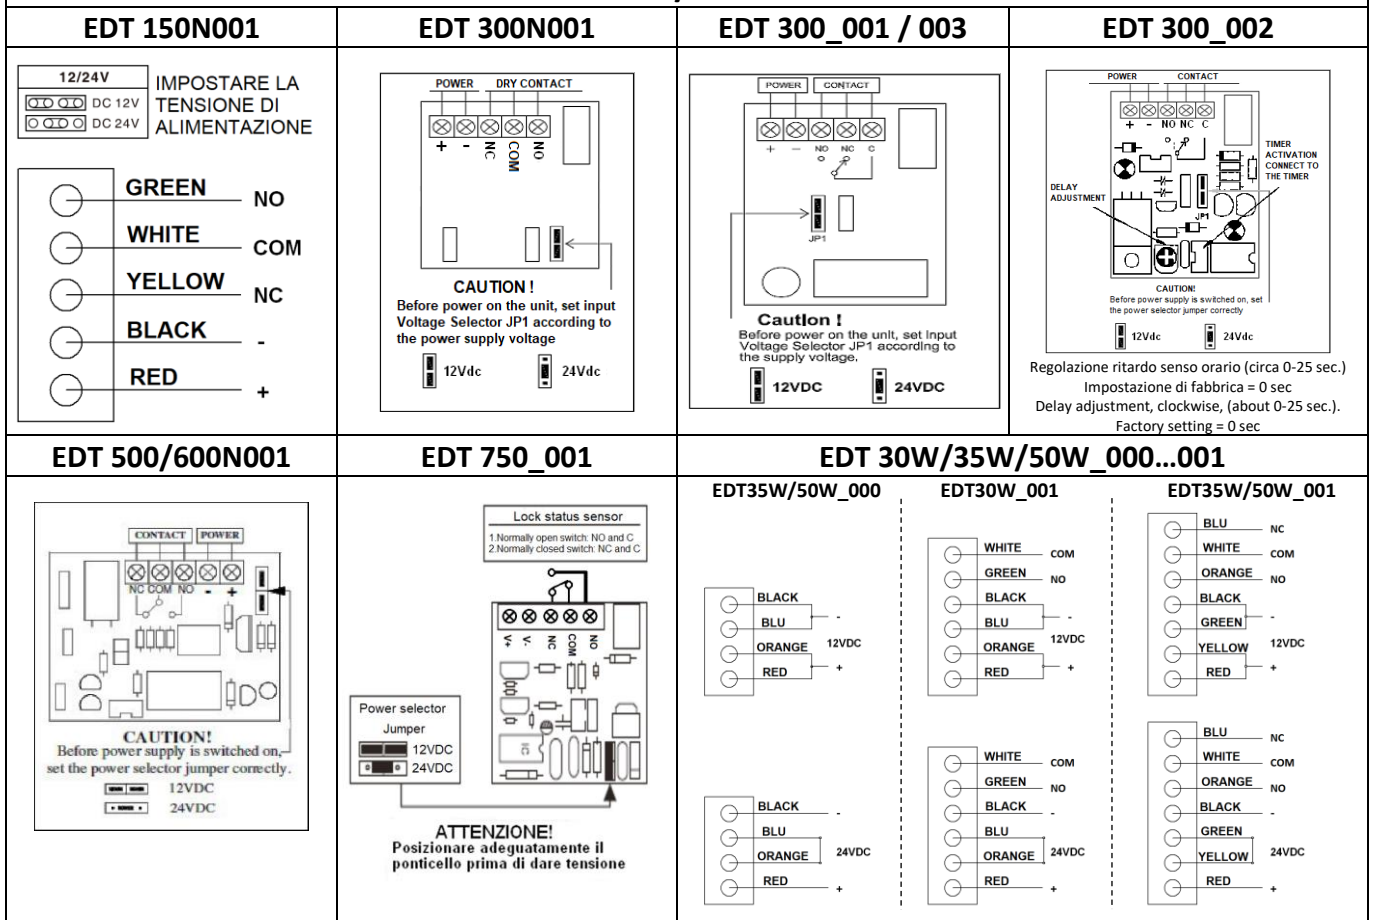 EDT 150N001
EDT 300N001
EDT 300_001 / 003
EDT 300_002
12/24V
DC 12V
DC 24V
IMPOSTARE LA
TENSIONE DI
ALIMENTAZIONE
GREEN
NO
WHITE
COM
YELLOW
NC
BLACK
-
RED
+
POWER DRY CONTACT
+ - NC COM NO
CAUTION !
Before power on the unit, set input
Voltage Selector JP1 according to
the power supply voltage
12Vdc 24Vdc
POWER CONTACT
+ - NO NC C
JP1
Caution !
Before power on the unit, set Input
Voltage Selector JP1 according to
the supply voltage,
12VDC 24VDC
POWER CONTACT
+ - NO NC C
TIMER
ACTIVATION
CONNECT TO
THE TIMER
DELAY
ADJUSTMENT
JP1
CAUTION!
Before power supply is switched on, set
the power selector jumper correctly
12Vdc 24Vdc
Regolazione ritardo senso orario (circa 0-25 sec.)
Impostazione di fabbrica = 0 sec
Delay adjustment, clockwise, (about 0-25 sec.).
Factory setting = 0 sec
EDT 500/600N001
EDT 750_001
EDT 30W/35W/50W_000...001
CONTACT POWER
NC COM NO - +
CAUTION!
Before power supply is switched on,
set the power selector jumper correctly.
12VDC
24VDC
Lock status sensor
1.Normally open switch: NO and C
2.Normally closed switch: NC and C
V+ V- NC COM NO
IC
Power selector
Jumper
12VDC
24VDC
ATTENZIONE!
Posizionare adeguatamente il
ponticello prima di dare tensione
EDT35W/50W_000
BLACK
BLU
-
ORANGE
12VDC
RED
+
BLACK
-
BLU
ORANGE
24VDC
RED
+
EDT30W_001
WHITE
COM
GREEN
NO
BLACK
BLU
-
ORANGE
12VDC
RED
+
WHITE
COM
GREEN
NO
BLACK
-
BLU
ORANGE
24VDC
RED
+
EDT35W/50W_001
BLU
NC
WHITE
COM
ORANGE
NO
BLACK
GREEN
-
YELLOW
12VDC
RED
+
BLU
NC
WHITE
COM
ORANGE
NO
BLACK
-
GREEN
YELLOW
24VDC
RED
+